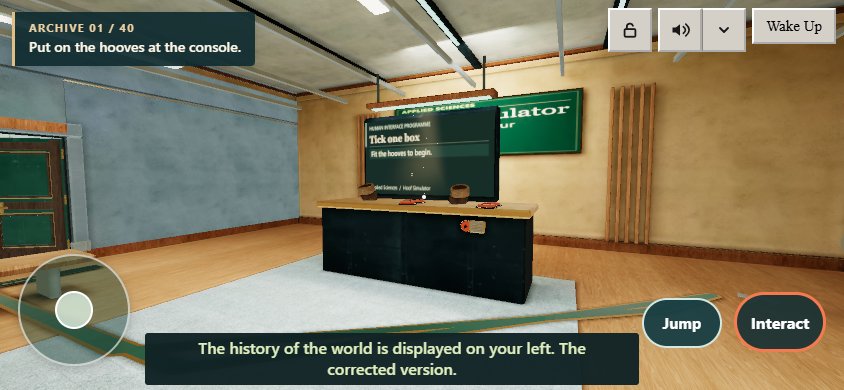 ARCHIVE 01 / 40
Put on the hooves at the console.
Wake Up
APPLIED SCIENCES
ulator
ur
HUMAN INTERFACE PROGRAMME
Tick one box
Fit the hooves to begin.
Applied Sciences / Hoof Simulator
Jump
Interact
The history of the world is displayed on your left. The
corrected version.